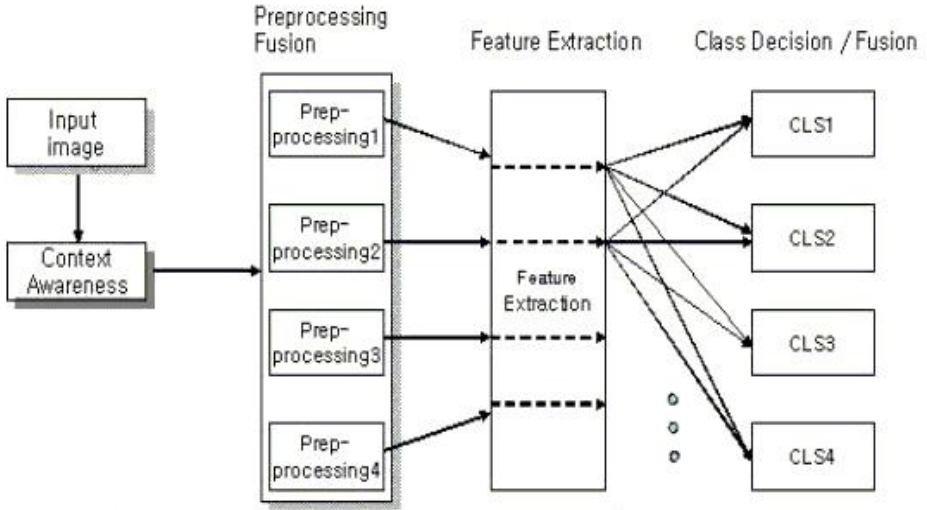 Preprocessing
Fusion
Feature Extraction
Class Decision / Fusion
Input
image
Context
Awareness
Prep-
processing1
Prep-
processing2
Prep-
processing3
Prep-
processing4
Feature
Extraction
CLS1
CLS2
CLS3
CLS4